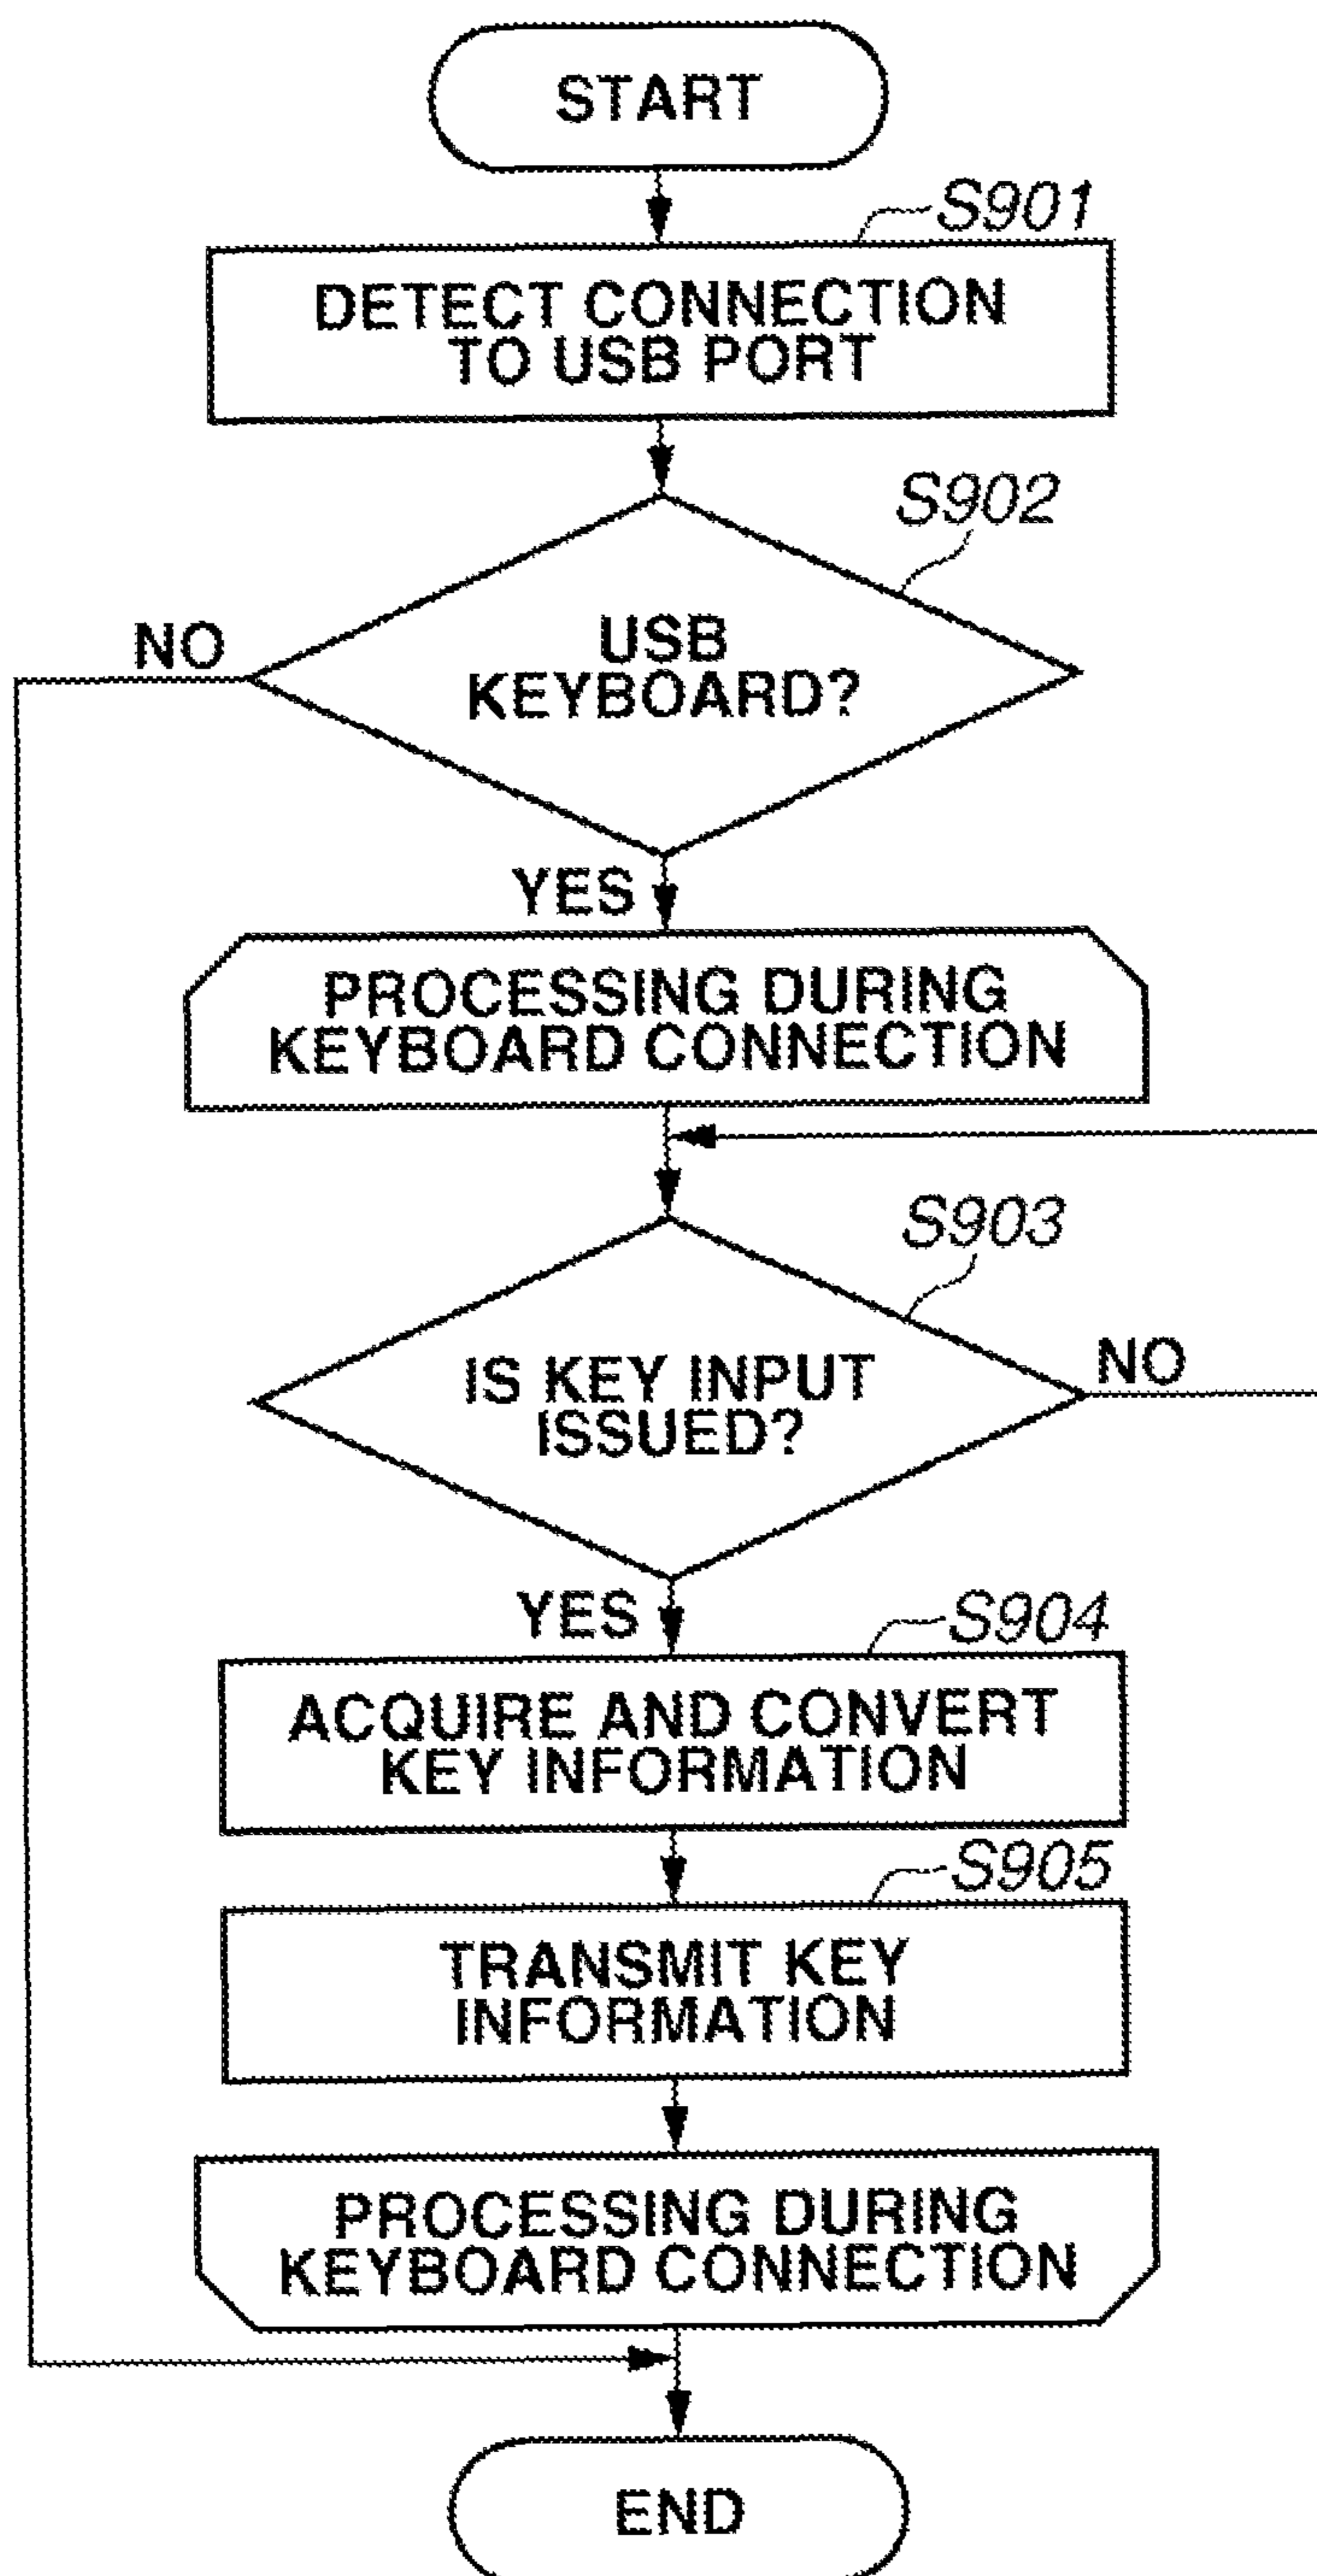 START
S901
DETECT CONNECTION
TO USB PORT
S902
NO
USB
KEYBOARD?
YES
PROCESSING DURING
KEYBOARD CONNECTION
S903
IS KEY INPUT
ISSUED?
NO
YES
S904
ACQUIRE AND CONVERT
KEY INFORMATION
S905
TRANSMIT KEY
INFORMATION
PROCESSING DURING
KEYBOARD CONNECTION
END